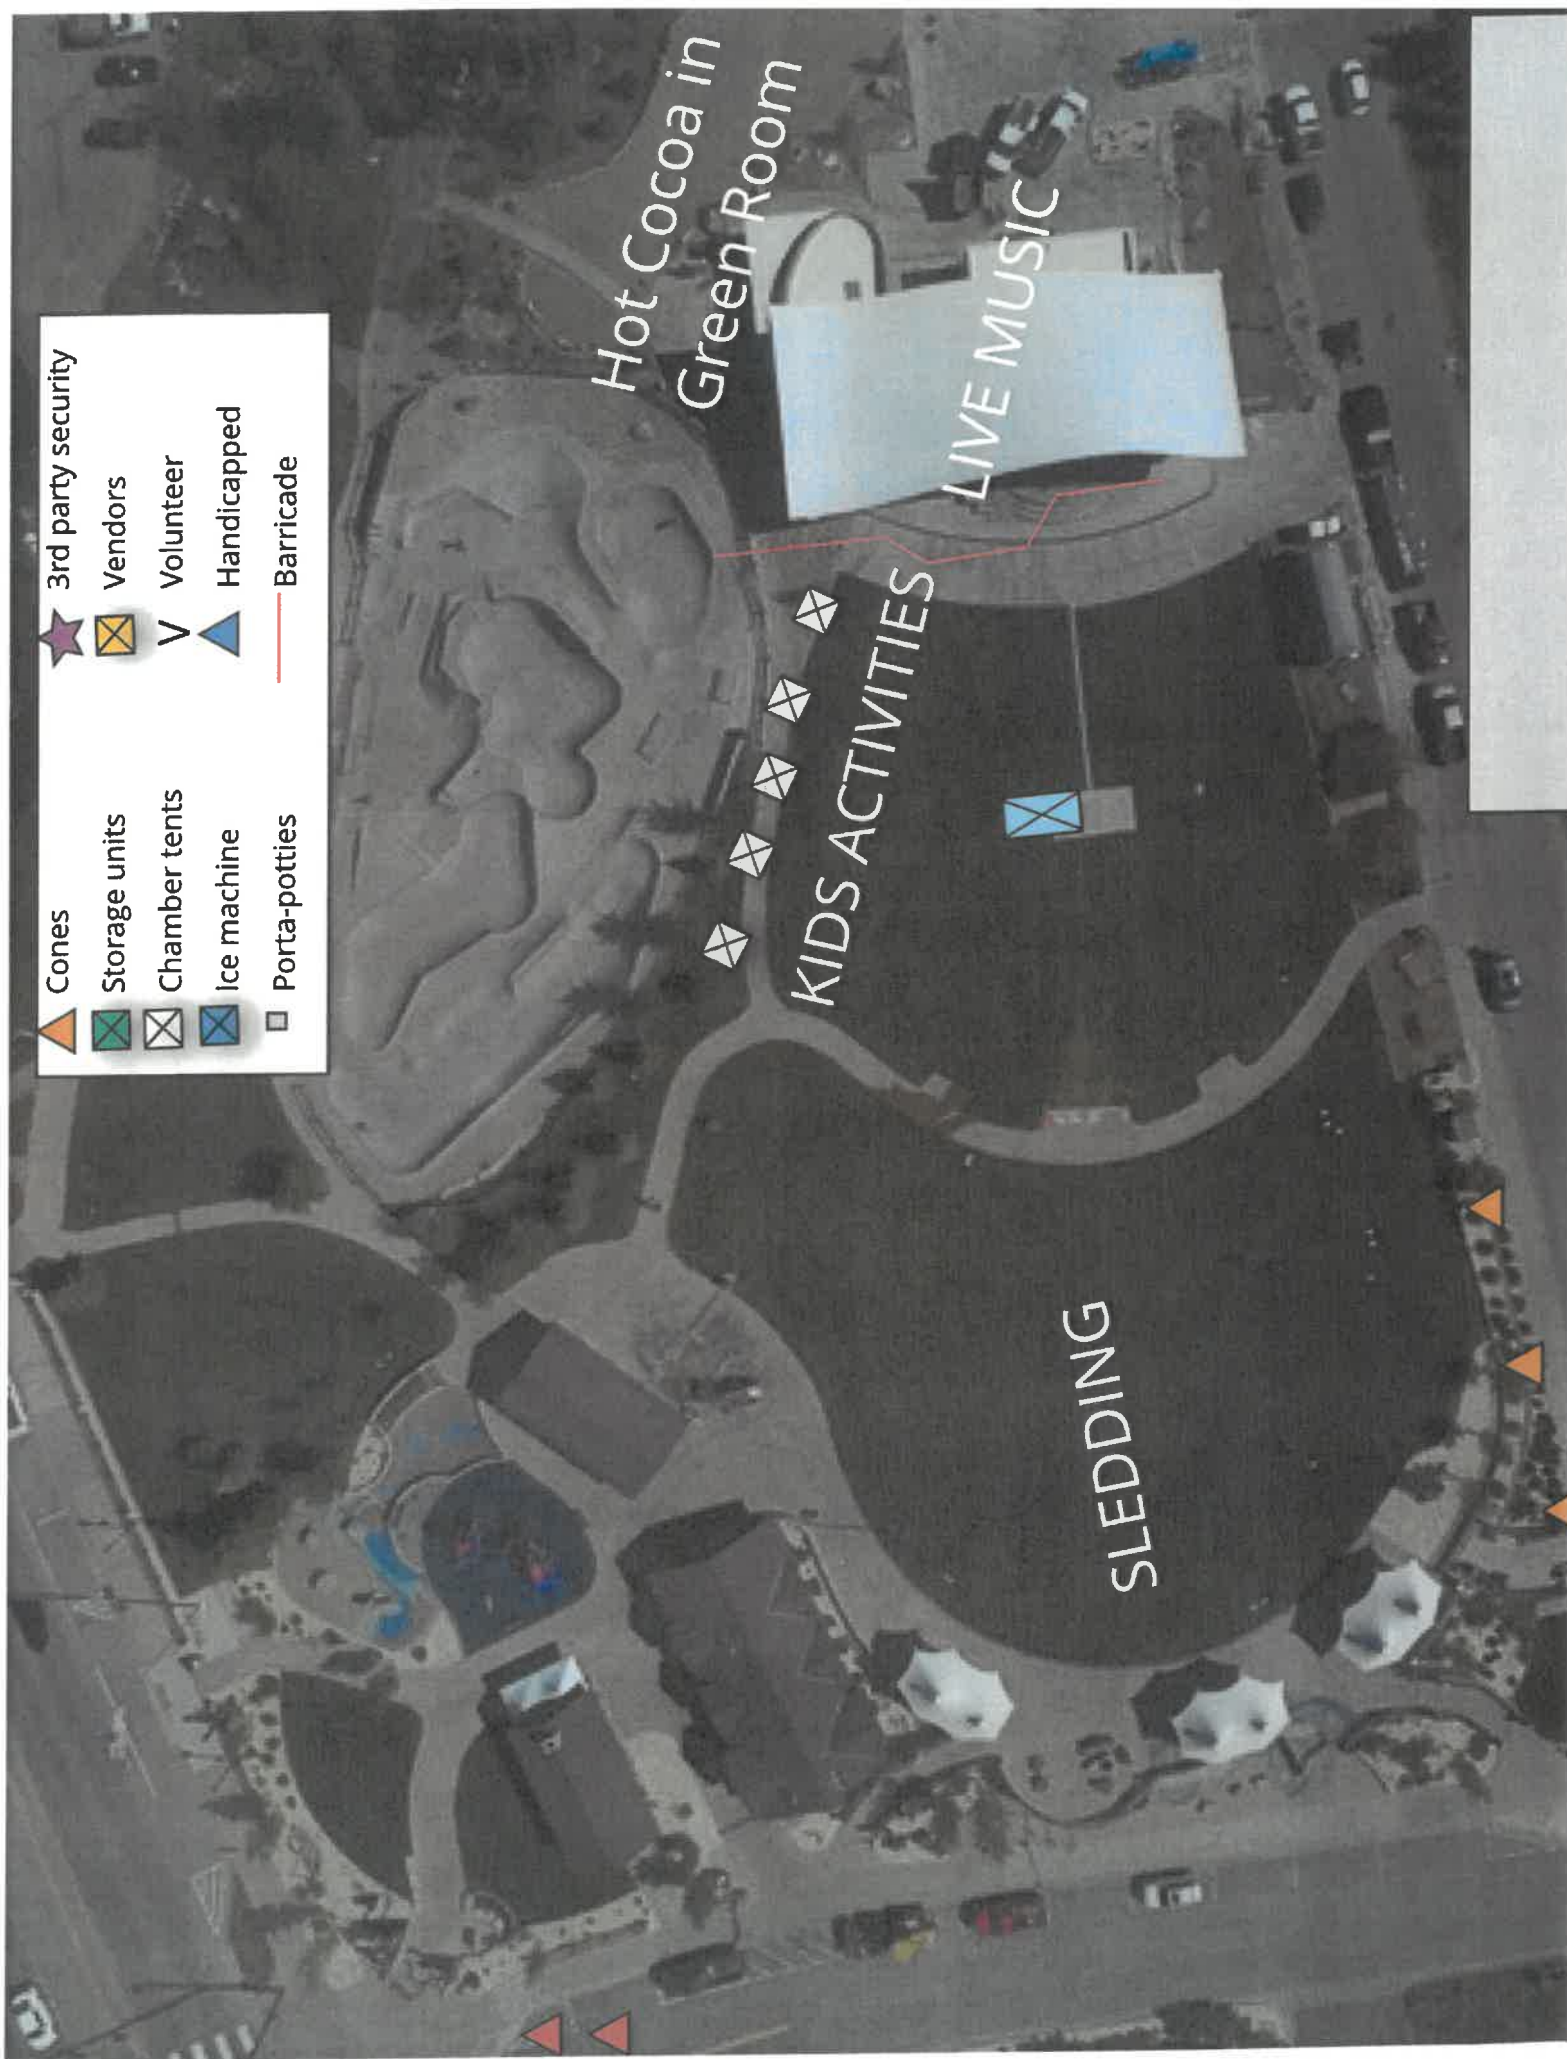 Cones
Storage units
Chamber tents
Ice machine
Porta-potties
3rd party security
Vendors
V Volunteer
Handicapped
Barricade
Hot Cocoa in
Green Room
LIVE MUSIC
KIDS ACTIVITIES
SLEDDING